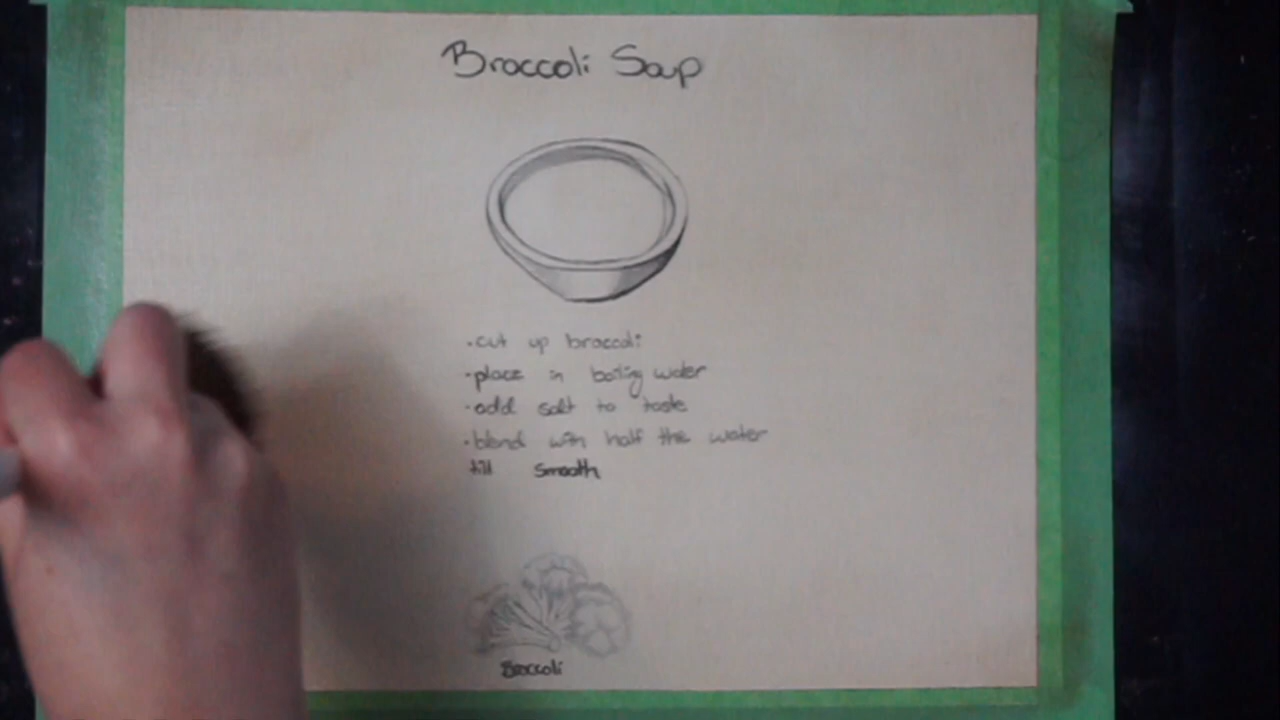 Broccoli Soup
·cut up broccoli
·place in boiling water
·add salt to taste
·blend with half the water
till smooth
Broccoli